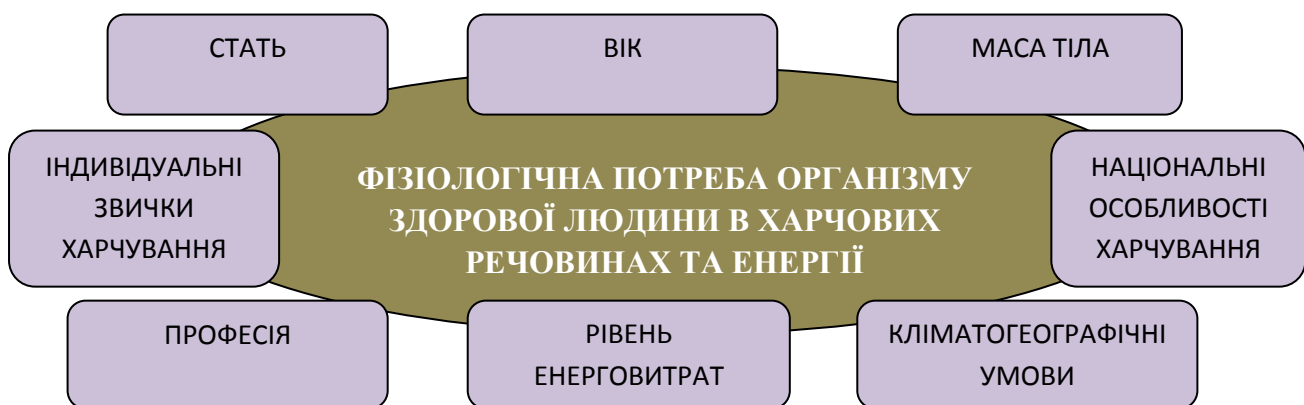 СТАТЬ
ВІК
МАСА ТІЛА
ІНДИВІДУАЛЬНІ
ЗВИЧКИ
ХАРЧУВАННЯ
ФІЗІОЛОГІЧНА ПОТРЕБА ОРГАНІЗМУ
ЗДОРОВОЇ ЛЮДИНИ В ХАРЧОВИХ
РЕЧОВИНАХ ТА ЕНЕРГІЇ
НАЦІОНАЛЬНІ
ОСОБЛИВОСТІ
ХАРЧУВАННЯ
ПРОФЕСІЯ
РІВЕНЬ
ЕНЕРГОВИТРАТ
КЛІМАТОГЕОГРАФІЧНІ
УМОВИ